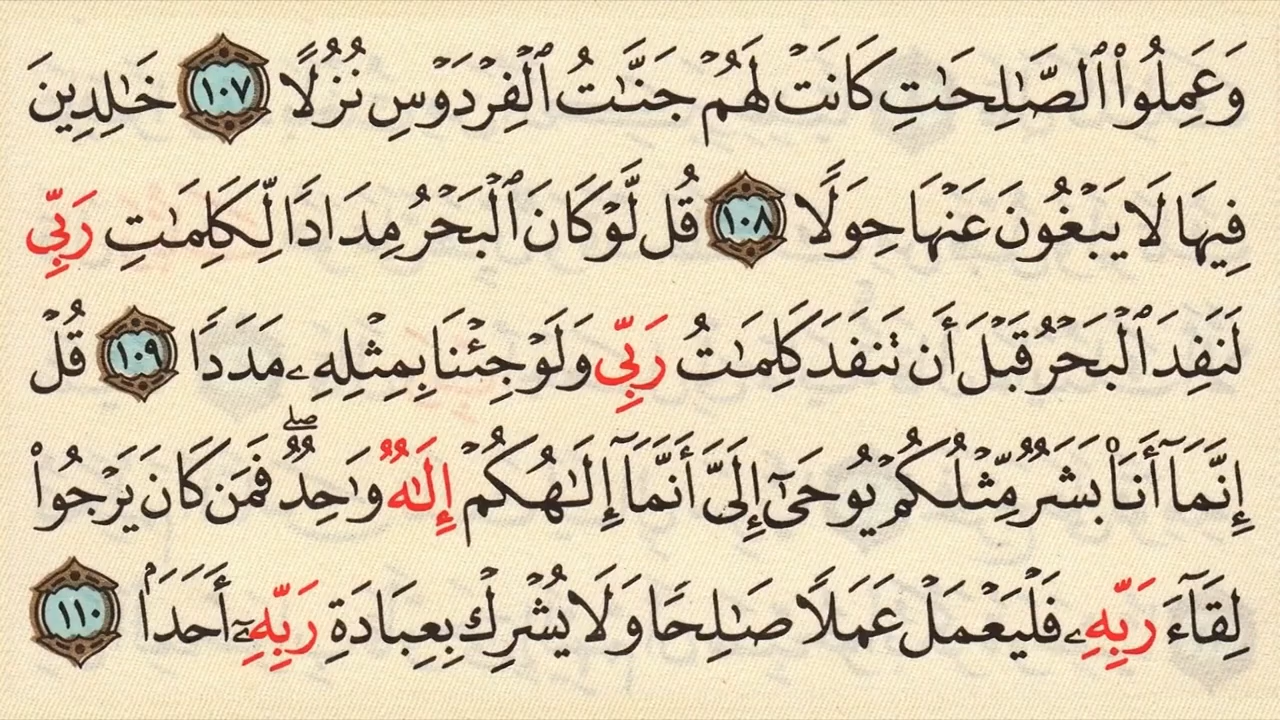 وَعَمِلُوا۟ ٱلصَّـٰلِحَـٰتِ كَانَتْ لَهُمْ جَنَّـٰتُ ٱلْفِرْدَوْسِ نُزُلًا ١٠٧ خَـٰلِدِينَ
فِيهَا لَا يَبْغُونَ عَنْهَا حِوَلًا ١٠٨ قُل لَّوْ كَانَ ٱلْبَحْرُ مِدَادًا لِّكَلِمَـٰتِ رَبِّى
لَنَفِدَ ٱلْبَحْرُ قَبْلَ أَن تَنفَدَ كَلِمَـٰتُ رَبِّى وَلَوْ جِئْنَا بِمِثْلِهِۦ مَدَدًا ١٠٩ قُلْ
إِنَّمَآ أَنَا۠ بَشَرٌ مِّثْلُكُمْ يُوحَىٰٓ إِلَىَّ أَنَّمَآ إِلَـٰهُكُمْ إِلَـٰهٌ وَٰحِدٌ ۖ فَمَن كَانَ يَرْجُوا۟
لِقَآءَ رَبِّهِۦ فَلْيَعْمَلْ عَمَلًا صَـٰلِحًا وَلَا يُشْرِكْ بِعِبَادَةِ رَبِّهِۦٓ أَحَدًۢا ١١٠